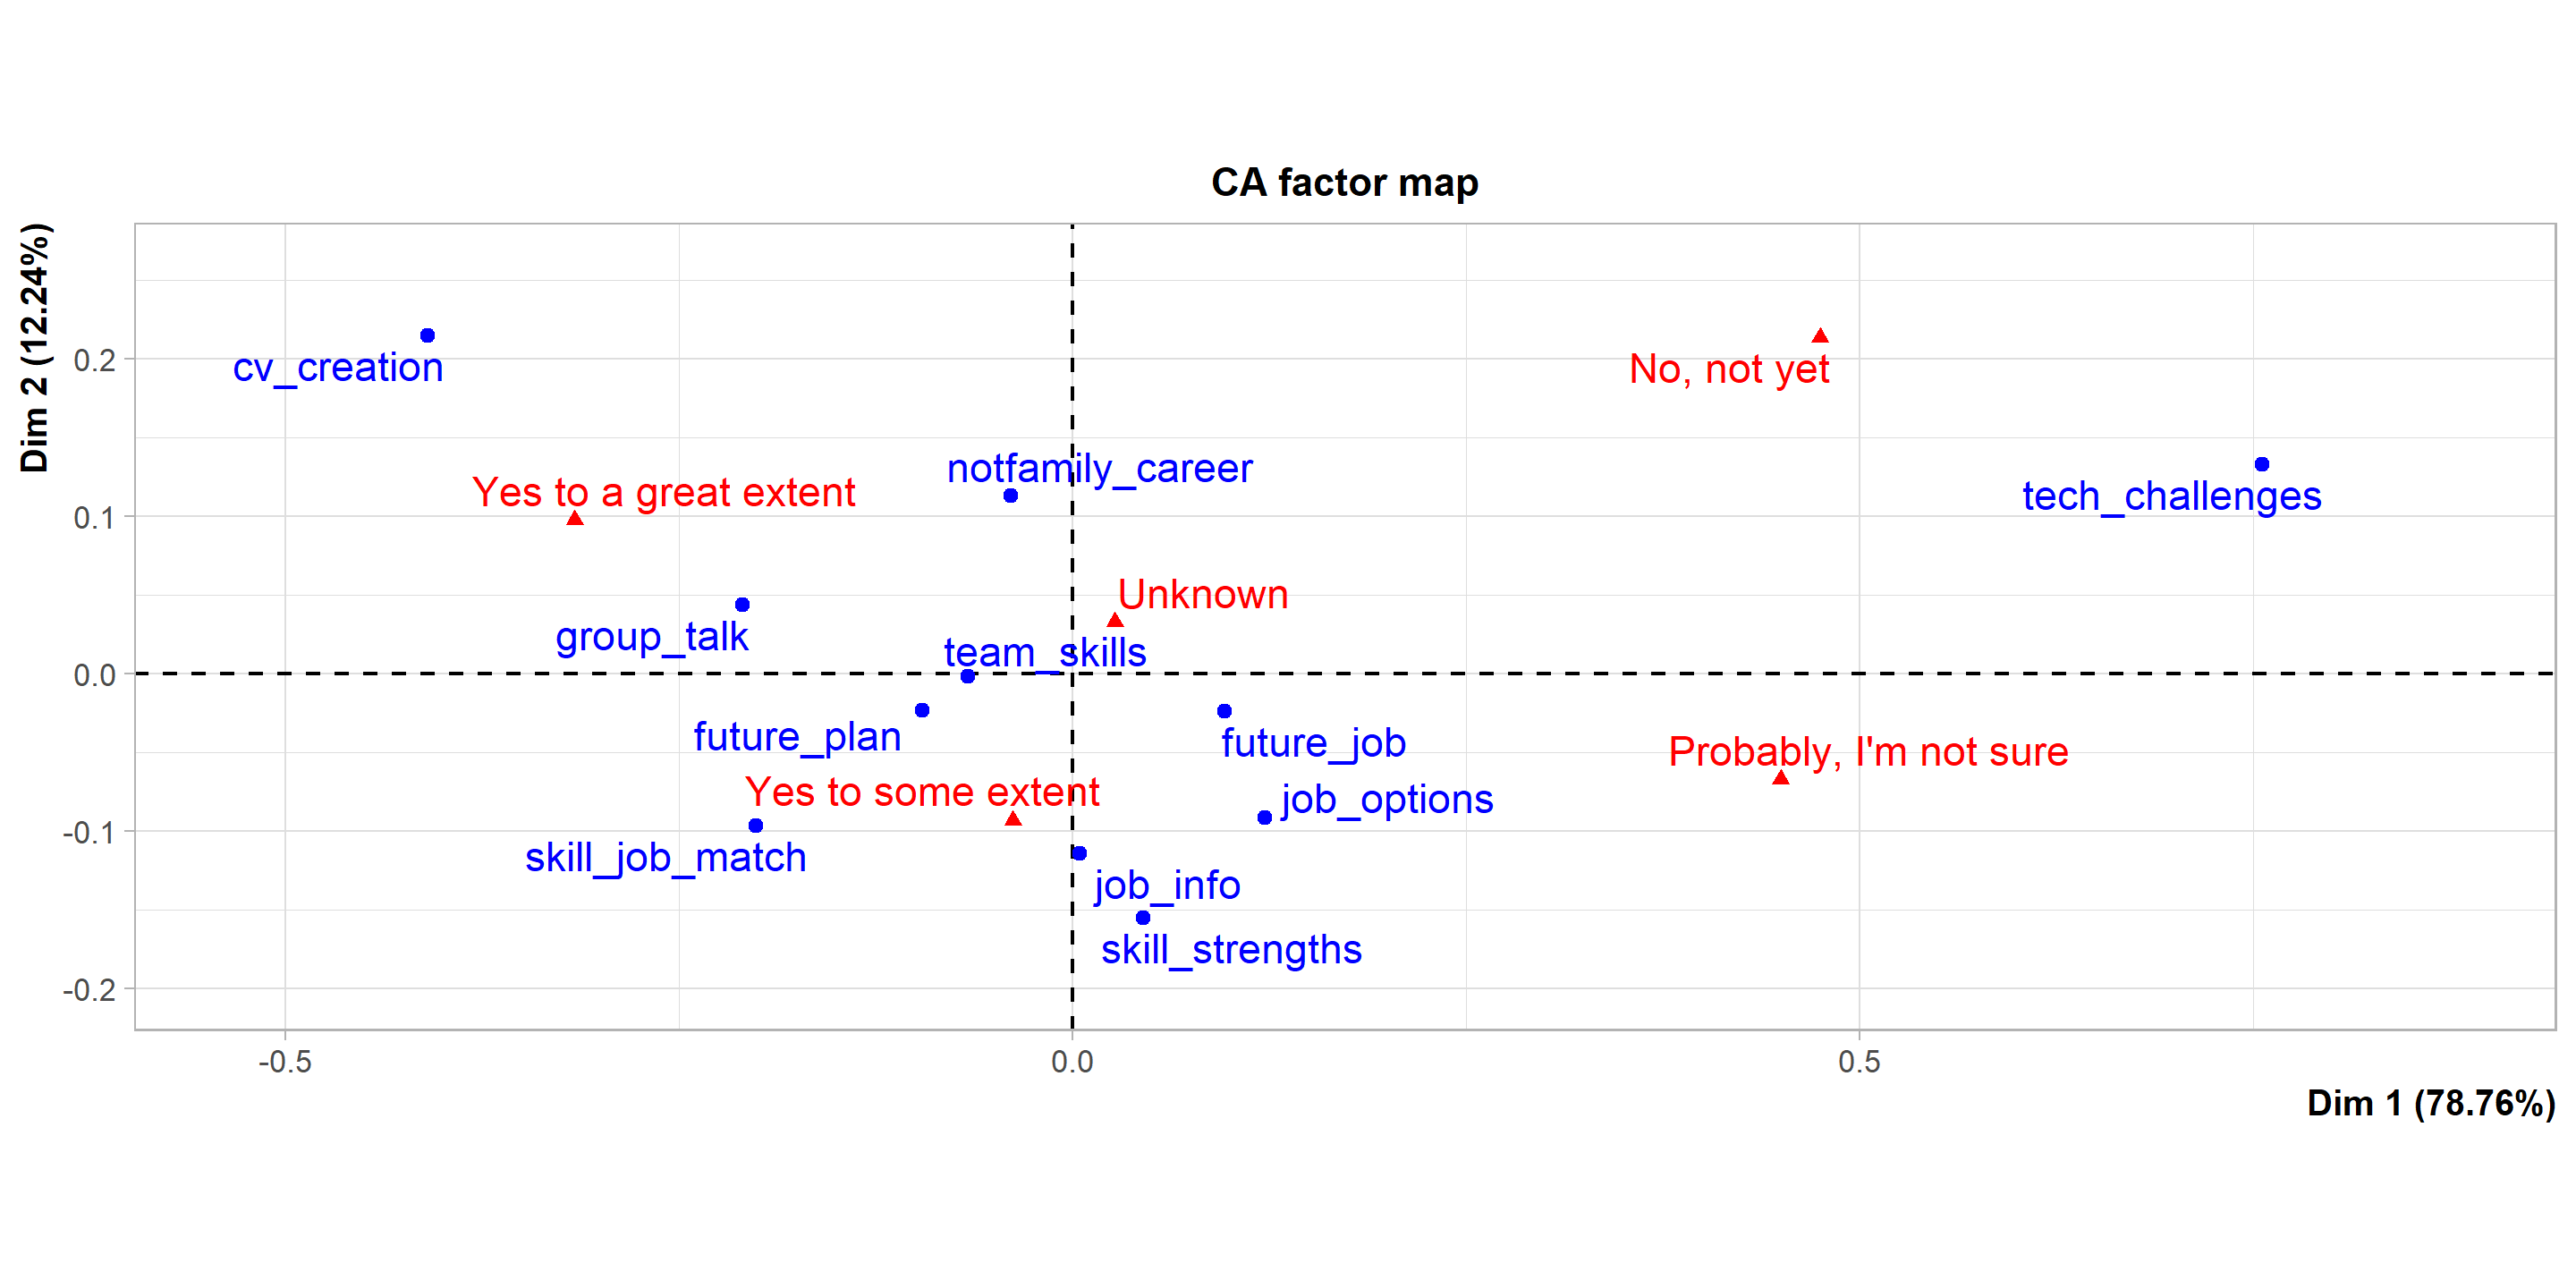 CA factor map
Dim 2 (12.24%)
0.2
0.1
0.0
-0.1
-0.2
cv_creation
No, not yet
notfamily_career
Yes to a great extent
tech_challenges
Unknown
group_talk
team_skills
future_plan
future_job
Probably, I'm not sure
Yes to some extent
job_options
skill_job_match
job_info
skill_strengths
-0.5
0.0
0.5
Dim 1 (78.76%)